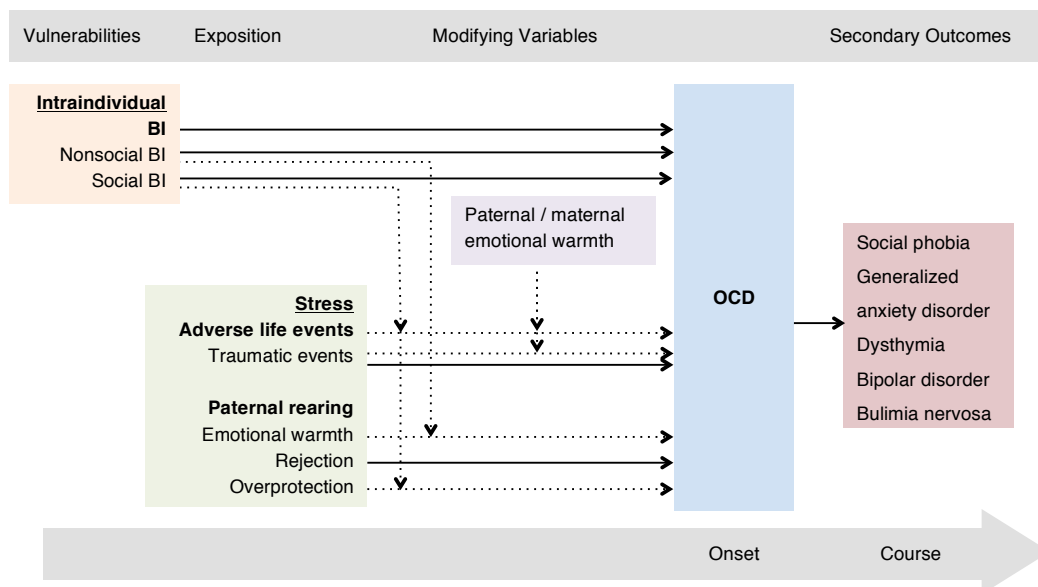 Vulnerabilities Exposition Modifying Variables Secondary Outcomes
Intraindividual
BI
Nonsocial BI
Social BI
Paternal / maternal
emotional warmth
Stress
Adverse life events
Traumatic events
Paternal rearing
Emotional warmth
Rejection
Overprotection
OCD
Social phobia
Generalized
anxiety disorder
Dysthymia
Bipolar disorder
Bulimia nervosa
Onset Course